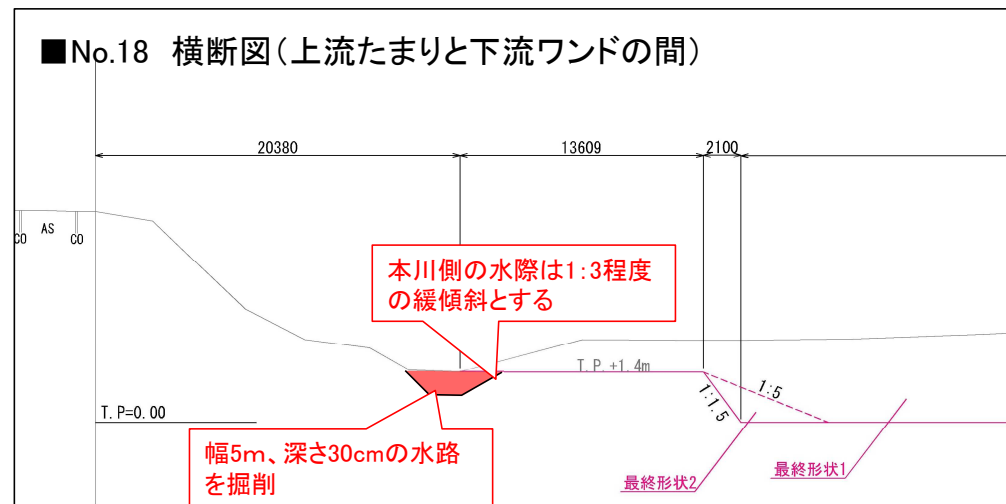 ■No.18 横断図(上流たまりと下流ワンドの間)
20380
13609
2100
CO
AS
CO
本川側の水際は1:3程度
の緩傾斜とする
T.P.+1.4m
1:5
1:1.5
T.P=0.00
幅5m、深さ30cmの水路
を掘削
最終形状2
最終形状1